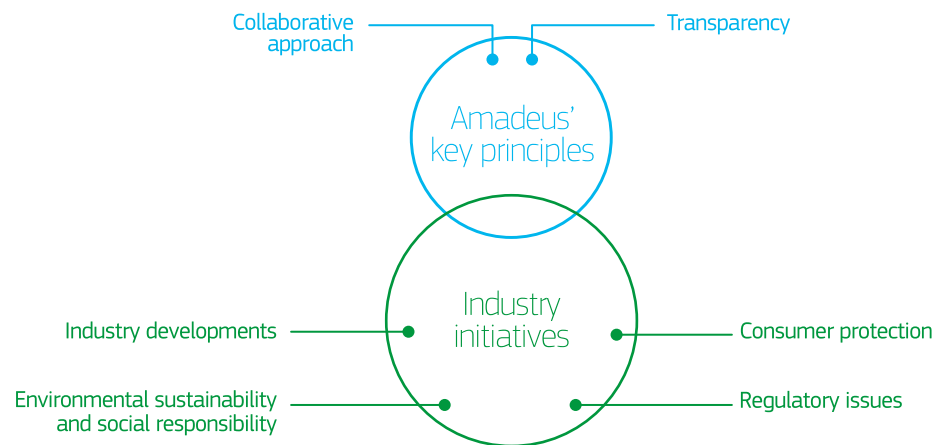 Collaborative
approach
Transparency
Amadeus’
key principles
Industry
initiatives
Industry developments
Consumer protection
Environmental sustainability
and social responsibility
Regulatory issues